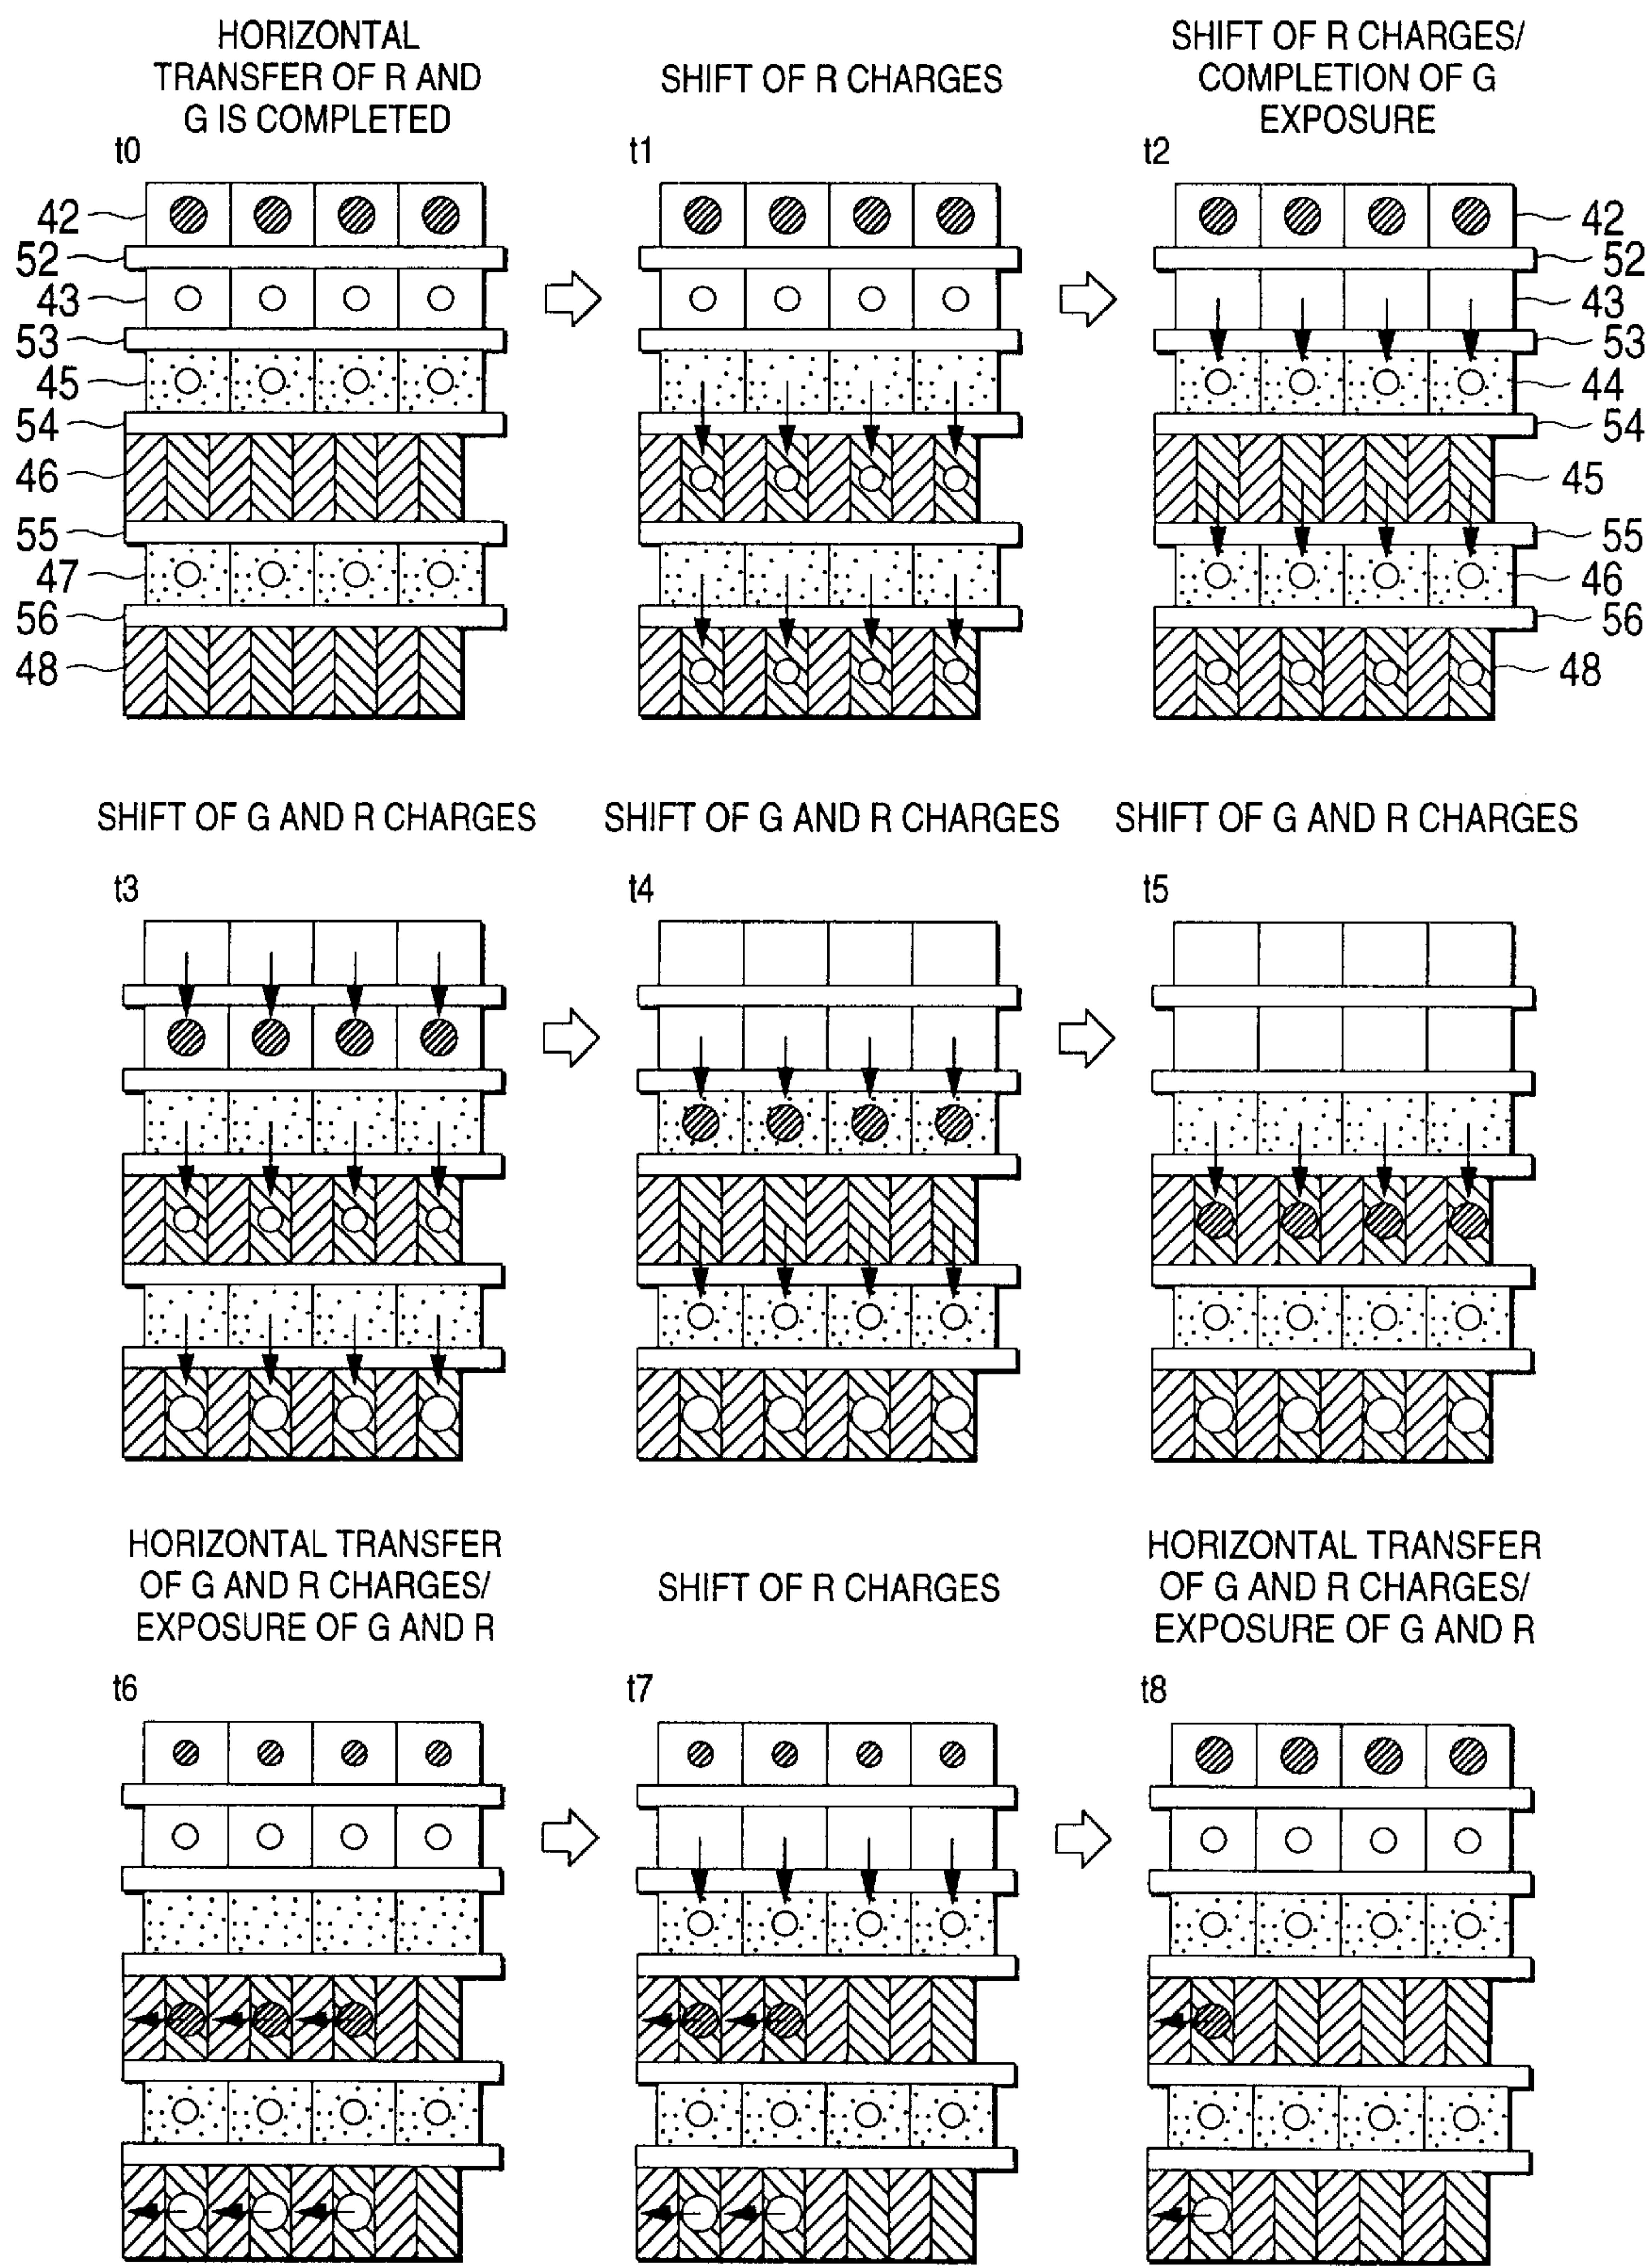 HORIZONTAL
TRANSFER OF R AND
G IS COMPLETED
t0
42
52
43
53
45
54
46
55
47
56
48
SHIFT OF R CHARGES
t1
SHIFT OF R CHARGES/
COMPLETION OF G
EXPOSURE
t2
42
52
43
53
44
54
45
55
46
56
48
SHIFT OF G AND R CHARGES
t3
SHIFT OF G AND R CHARGES
t4
SHIFT OF G AND R CHARGES
t5
HORIZONTAL TRANSFER
OF G AND R CHARGES/
EXPOSURE OF G AND R
t6
SHIFT OF R CHARGES
t7
HORIZONTAL TRANSFER
OF G AND R CHARGES/
EXPOSURE OF G AND R
t8